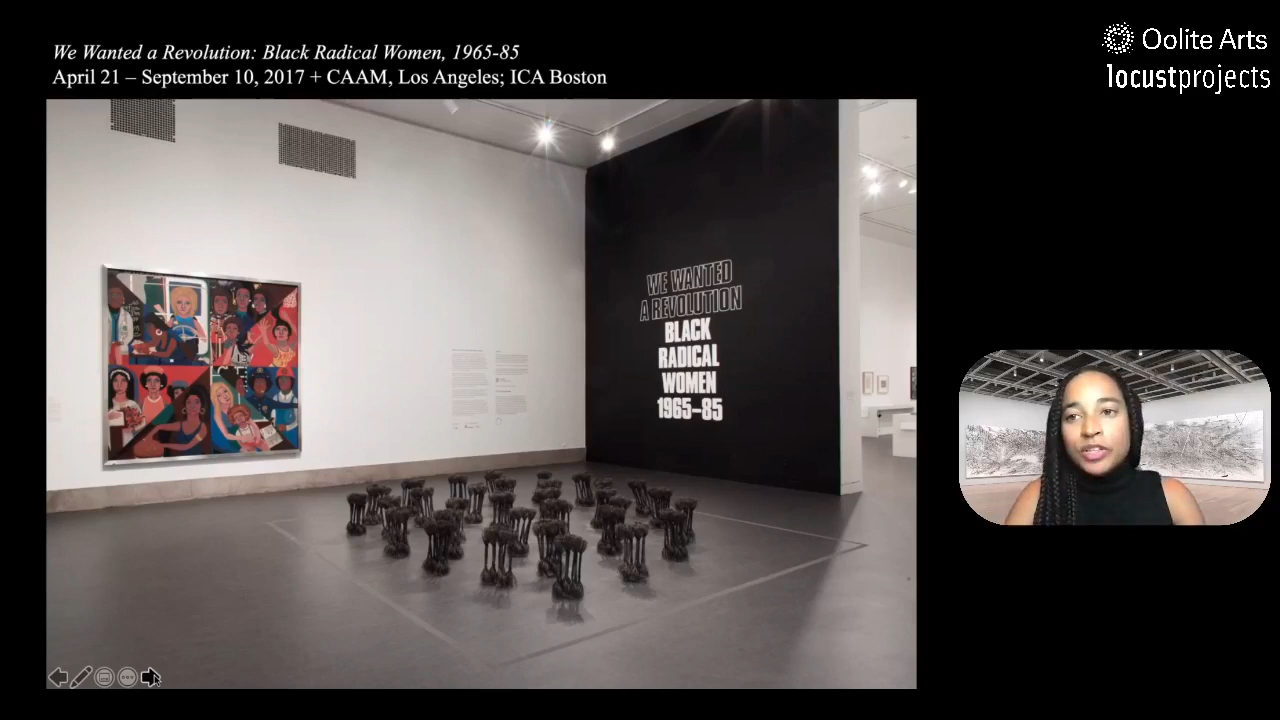 We Wanted a Revolution: Black Radical Women, 1965-85
April 21 – September 10, 2017 + CAAM, Los Angeles; ICA Boston
Oolite Arts
locustprojects
WE WANTED
A REVOLUTION
BLACK
RADICAL
WOMEN
1965–85